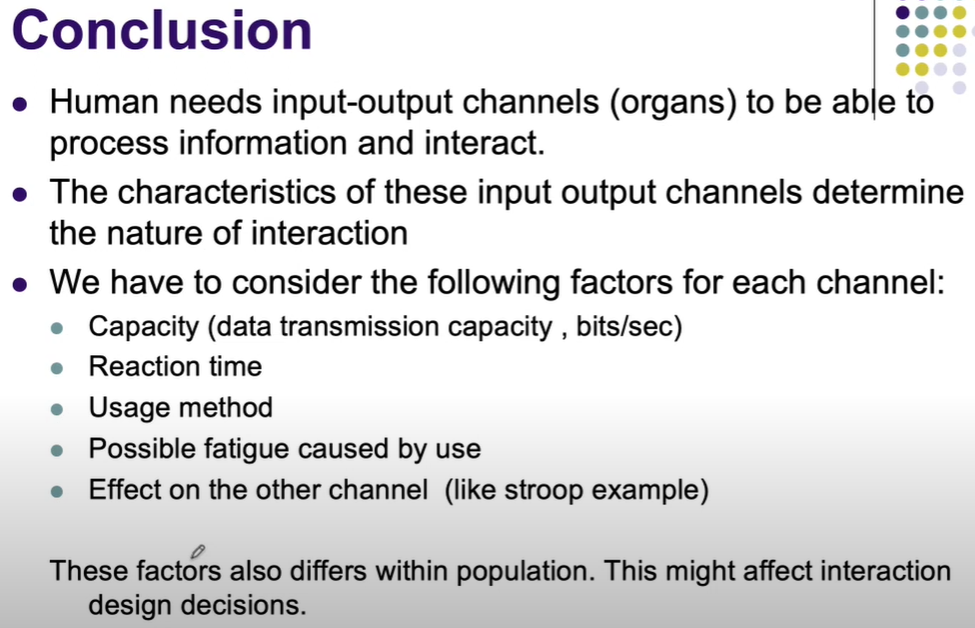 Conclusion
Human needs input-output channels (organs) to be able to
process information and interact.
The characteristics of these input output channels determine
the nature of interaction
We have to consider the following factors for each channel:
Capacity (data transmission capacity , bits/sec)
Reaction time
Usage method
Possible fatigue caused by use
Effect on the other channel (like stroop example)
These factors also differs within population. This might affect interaction
design decisions.